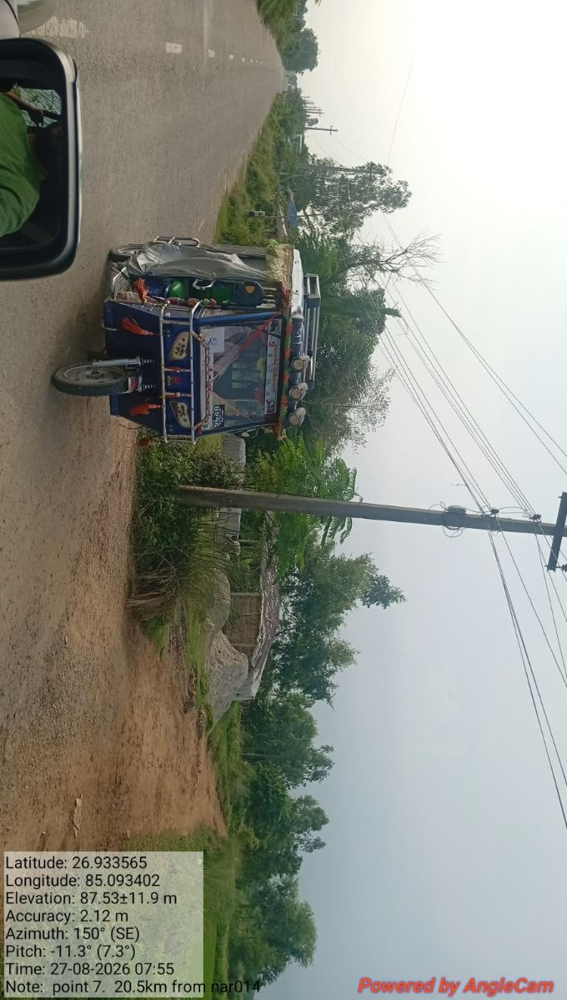 Latitude: 26.933565
Longitude: 85.093402
Elevation: 87.53±11.9 m
Accuracy: 2.12 m
Azimuth: 150° (SE)
Pitch: -11.3° (7.3°)
Time: 27-08-2026 07:55
Note: point 7. 20.5km from nar014
Powered by AngleCam